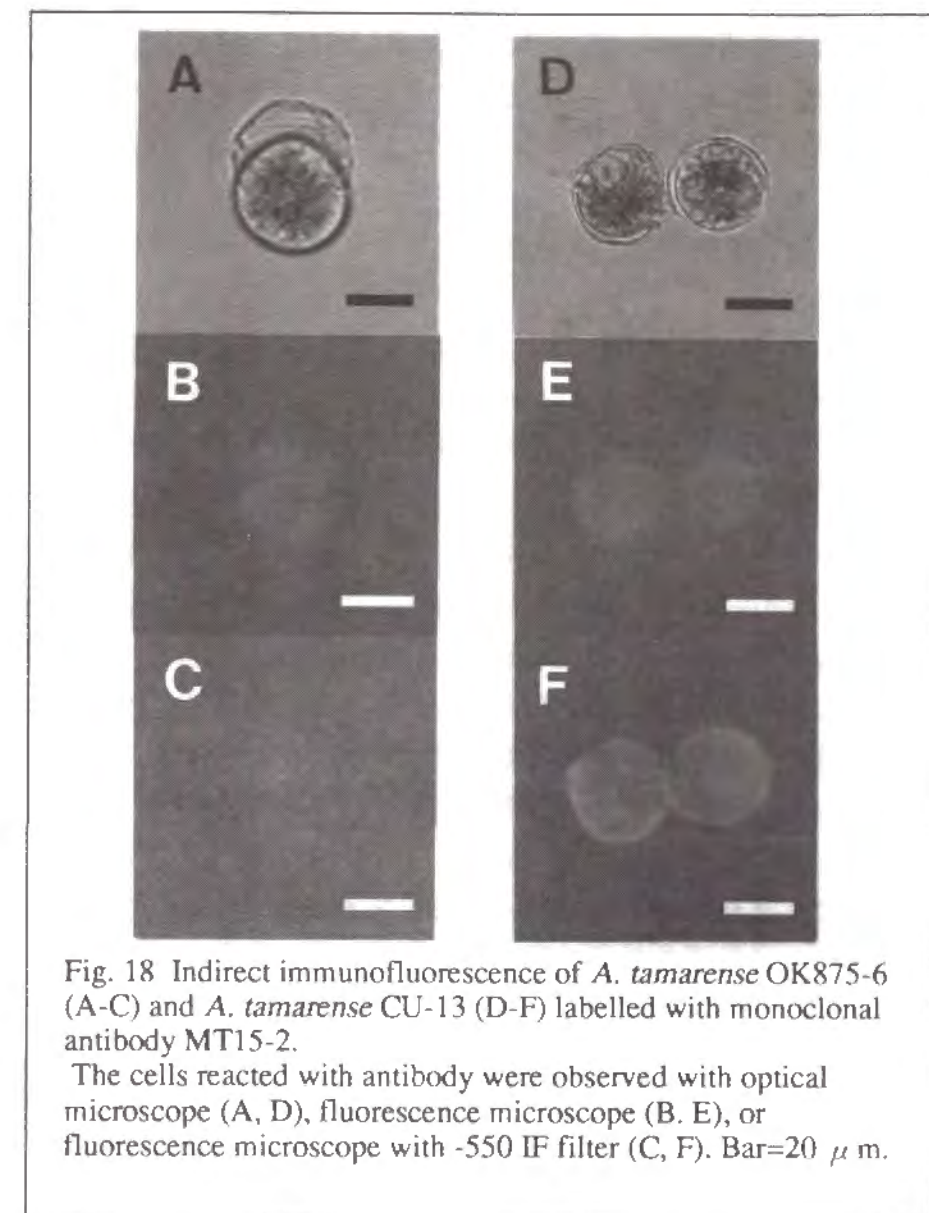 A
D
B
E
C
F
Fig. 18 Indirect immunofluorescence of A. tamarense OK875-6
(A-C) and A. tamarense CU-13 (D-F) labelled with monoclonal
antibody MT15-2.
The cells reacted with antibody were observed with optical
microscope (A, D), fluorescence microscope (B. E), or
fluorescence microscope with -550 IF filter (C, F). Bar=20 μ m.